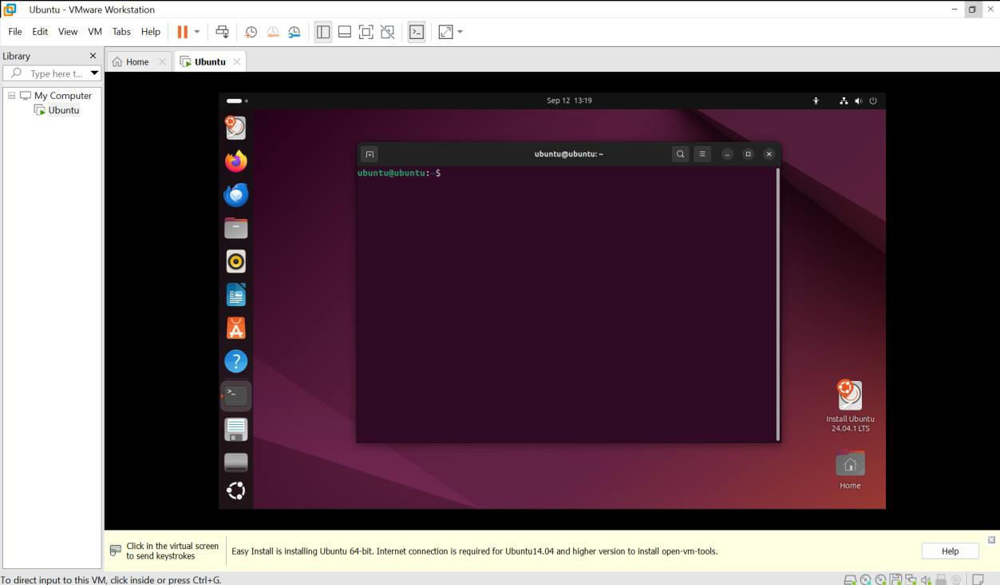 Ubuntu - VMware Workstation
File Edit View VM Tabs Help
Library
Home
Ubuntu
Type here t...
My Computer
Ubuntu
Sep 12 13:19
ubuntu@ubuntu: ~
ubuntu@ubuntu:~$
Install Ubuntu
24.04.1 LTS
Home
Click in the virtual screen
to send keystrokes
Easy Install is installing Ubuntu 64-bit. Internet connection is required for Ubuntu14.04 and higher version to install open-vm-tools.
Help
To direct input to this VM, click inside or press Ctrl+G.